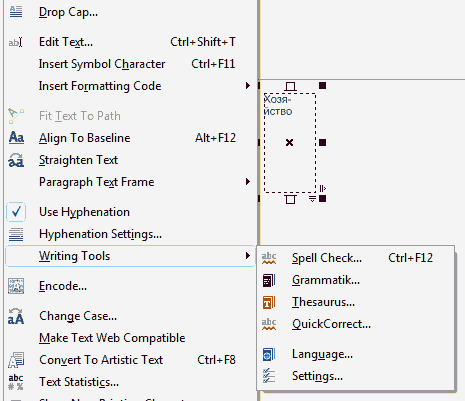 Drop Cap...
Edit Text... Ctrl+Shift+T
Insert Symbol Character Ctrl+F11
Insert Formatting Code
Fit Text To Path
Align To Baseline Alt+F12
Straighten Text
Paragraph Text Frame
Use Hyphenation
Hyphenation Settings...
Writing Tools
Encode...
Change Case...
Make Text Web Compatible
Convert To Artistic Text Ctrl+F8
Text Statistics...
Хозя-
йство
Spell Check... Ctrl+F12
Grammatik...
Thesaurus...
QuickCorrect...
Language...
Settings...